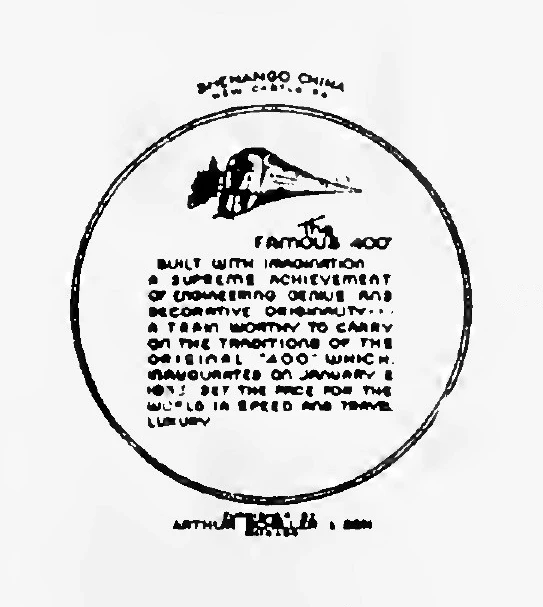 SHENANGO CHINA
NEW CASTLE PA
The
FAMOUS 400
BUILT WITH IMAGINATION
A SUPREME ACHIEVEMENT
OF ENGINEERING GENIUS AND
DECORATIVE ORIGINALITY···
A TRAIN WORTHY TO CARRY
ON THE TRADITIONS OF THE
ORIGINAL "400" WHICH,
INAUGURATED ON JANUARY 2
SET THE PACE FOR THE
WORLD IN SPEED AND TRAVEL
LUXURY
ARTHUR SCHILLER & SON